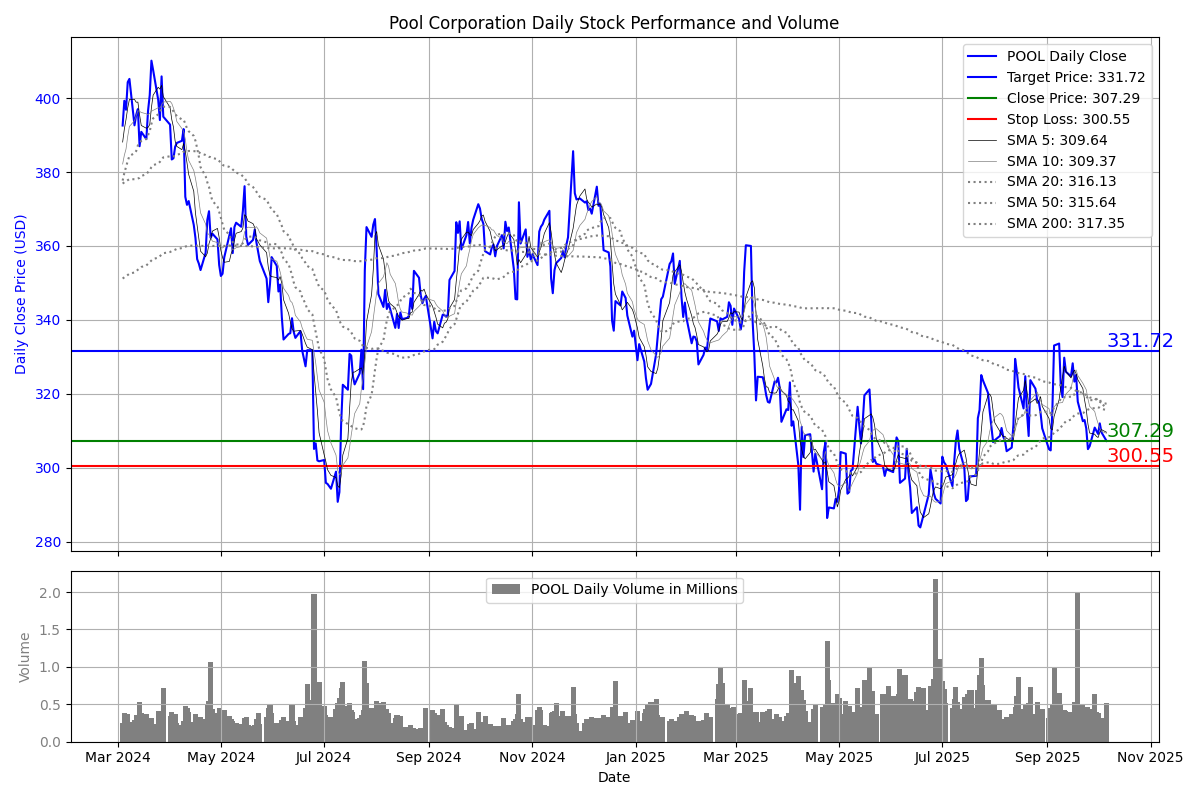 Pool Corporation Daily Stock Performance and Volume
Daily Close Price (USD)
400
380
360
340
320
300
280
POOL Daily Close
Target Price: 331.72
Close Price: 307.29
Stop Loss: 300.55
SMA 5: 309.64
SMA 10: 309.37
SMA 20: 316.13
SMA 50: 315.64
SMA 200: 317.35
331.72
307.29
300.55
POOL Daily Volume in Millions
Volume
2.0
1.5
1.0
0.5
0.0
Mar 2024 May 2024 Jul 2024 Sep 2024 Nov 2024 Jan 2025 Mar 2025 May 2025 Jul 2025 Sep 2025 Nov 2025
Date